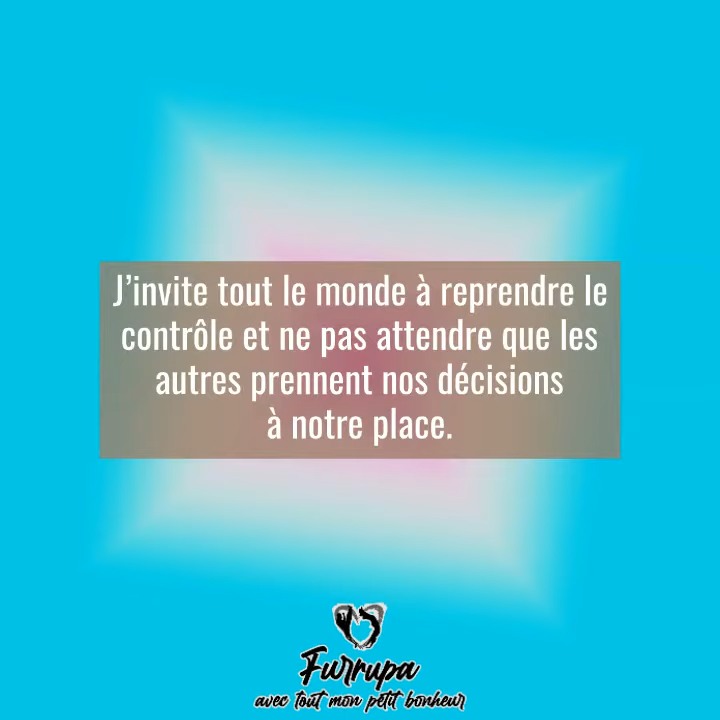 J’invite tout le monde à reprendre le
contrôle et ne pas attendre que les
autres prennent nos décisions
à notre place.
Furrupa
avec tout mon petit bonheur